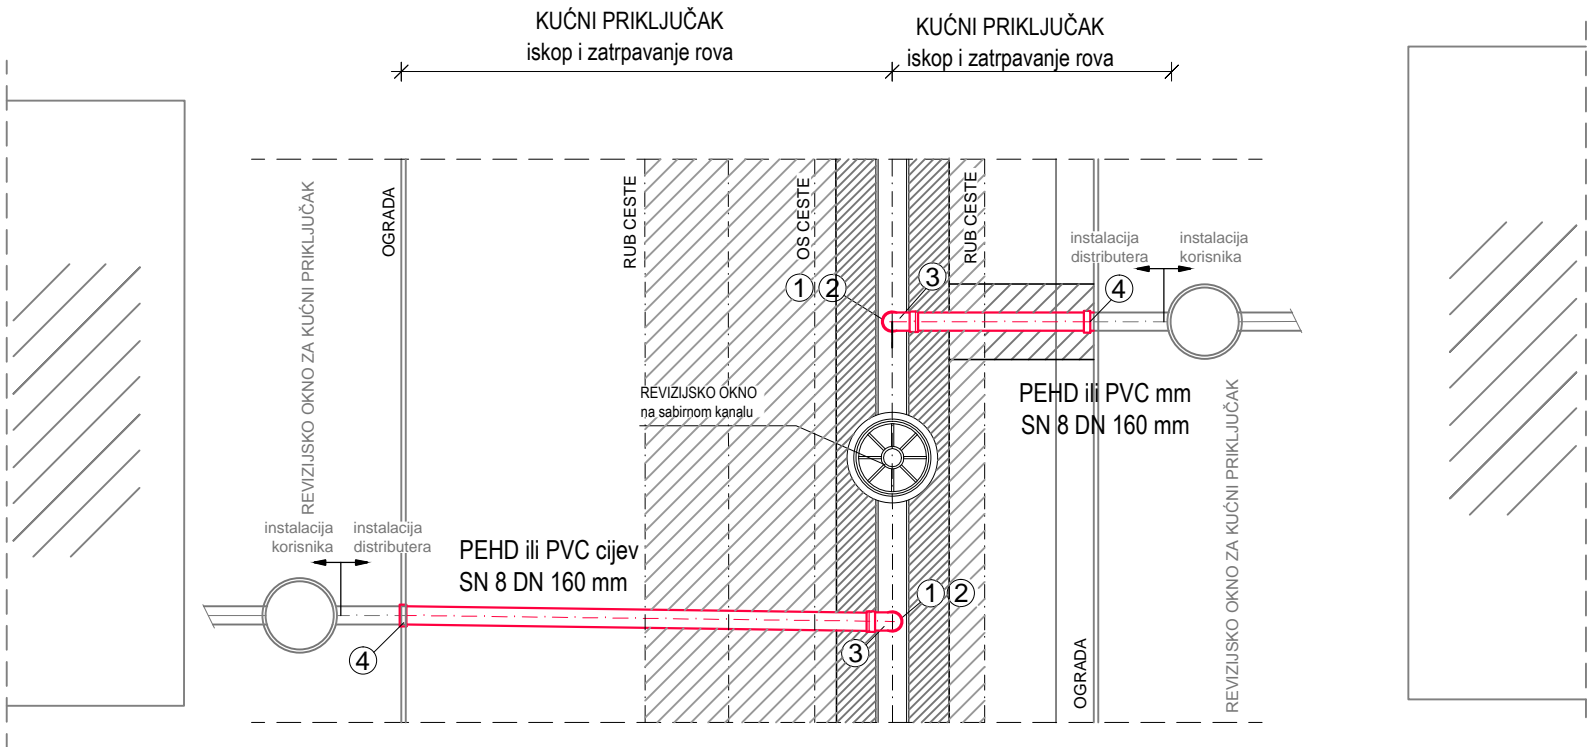 KUĆNI PRIKLJUČAK
iskop i zatrpavanje rova
KUĆNI PRIKLJUČAK
iskop i zatrpavanje rova
REVIZIJSKO OKNO ZA KUĆNI PRIKLJUČAK
OGRADA
RUB CESTE
OS CESTE
RUB CESTE
instalacija
distributera
instalacija
korisnika
1
2
3
4
REVIZIJSKO OKNO
na sabirnom kanalu
PEHD ili PVC mm
SN 8 DN 160 mm
REVIZIJSKO OKNO ZA KUĆNI PRIKLJUČAK
OGRADA
instalacija
korisnika
instalacija
distributera
PEHD ili PVC cijev
SN 8 DN 160 mm
1
2
3
4